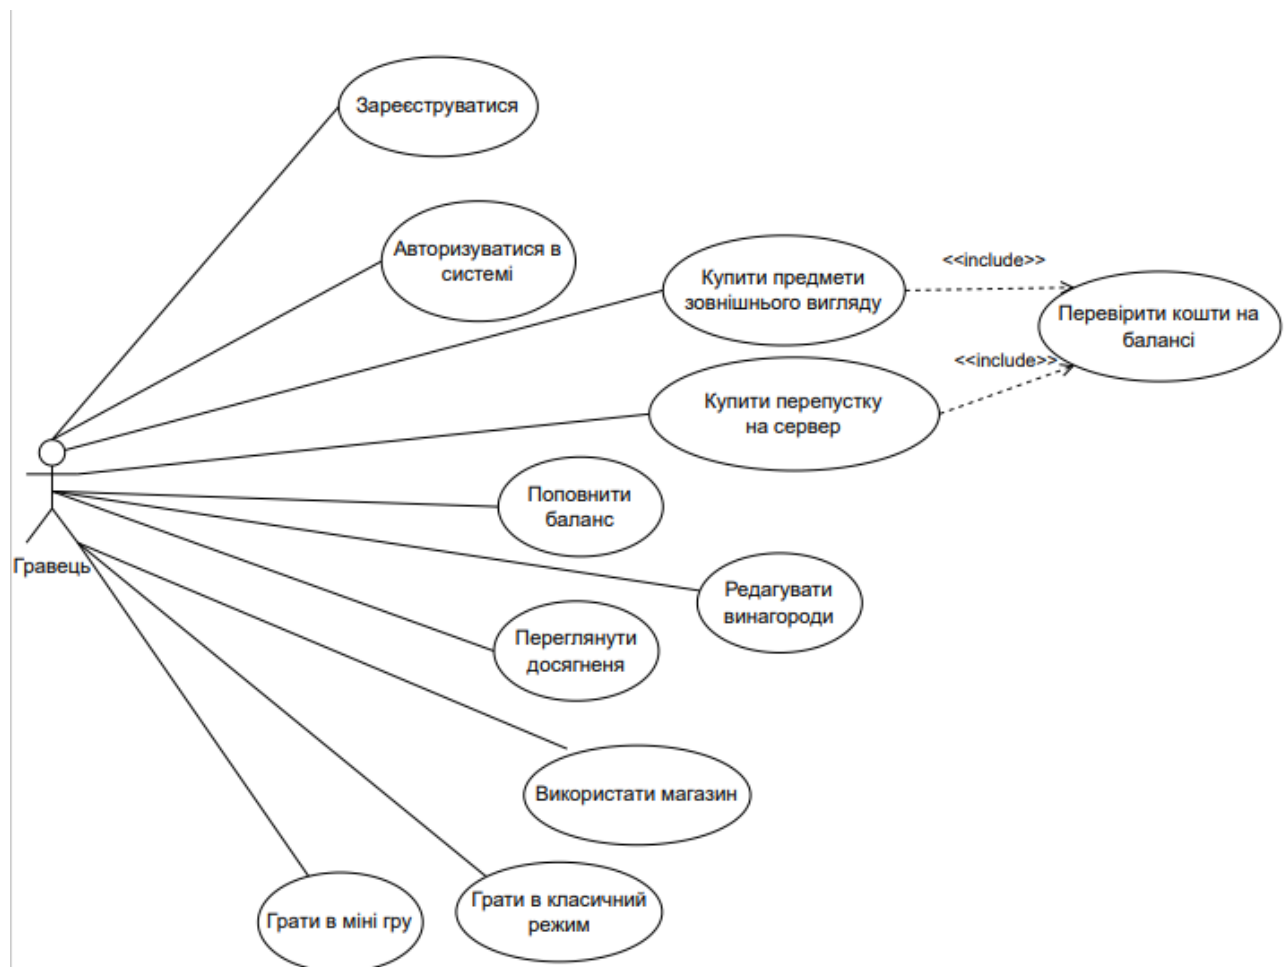 Зареєструватися
Авторизуватися в
системі
Купити предмети
зовнішнього вигляду
<<include>>
Перевірити кошти на
балансі
<<include>>
Купити перепустку
на сервер
Поповнити
баланс
Гравець
Редагувати
винагороди
Переглянути
досягненя
Використати магазин
Грати в класичний
режим
Грати в міні гру